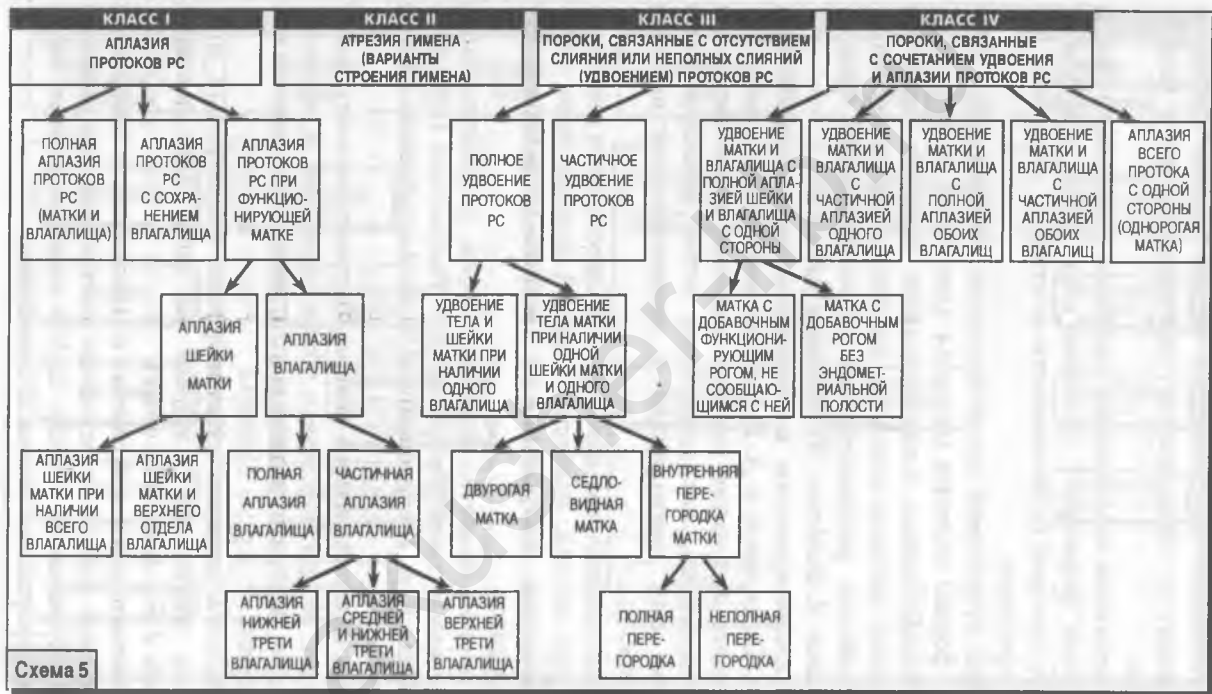 КЛАСС I
АПЛАЗИЯ
ПРОТОКОВ РС
КЛАСС II
АТРЕЗИЯ ГИМЕНА -
(ВАРИАНТЫ
СТРОЕНИЯ ГИМЕНА)
КЛАСС III
ПОРОКИ, СВЯЗАННЫЕ С ОТСУТСТВИЕМ
СЛИЯНИЯ ИЛИ НЕПОЛНЫХ СЛИЯНИЙ
(УДВОЕНИЕМ) ПРОТОКОВ РС
КЛАСС IV
ПОРОКИ, СВЯЗАННЫЕ
С СОЧЕТАНИЕМ УДВОЕНИЯ
И АПЛАЗИИ ПРОТОКОВ РС
ПОЛНАЯ
АПЛАЗИЯ
ПРОТОКОВ
РС
(МАТКИ И
ВЛАГАЛИЩА)
АПЛАЗИЯ
ПРОТОКОВ
РС
С СОХРА-
НЕНИЕМ
ВЛАГАЛИЩА
АПЛАЗИЯ
ПРОТОКОВ
РС ПРИ
ФУНКЦИО-
НИРУЮЩЕЙ
МАТКЕ
ПОЛНОЕ
УДВОЕНИЕ
ПРОТОКОВ
РС
ЧАСТИЧНОЕ
УДВОЕНИЕ
ПРОТОКОВ
РС
УДВОЕНИЕ
МАТКИ И
ВЛАГАЛИЩА С
ПОЛНОЙ АПЛА-
ЗИЕЙ ШЕЙКИ
И ВЛАГАЛИЩА
С ОДНОЙ
СТОРОНЫ
УДВОЕНИЕ
МАТКИ И
ВЛАГАЛИЩА
С
ЧАСТИЧНОЙ
АПЛАЗИЕЙ
ОДНОГО
ВЛАГАЛИЩА
УДВОЕНИЕ
МАТКИ И
ВЛАГАЛИЩА
С
ПОЛНОЙ
АПЛАЗИЕЙ
ОБОИХ
ВЛАГАЛИЩ
УДВОЕНИЕ
МАТКИ И
ВЛАГАЛИЩА
С
ЧАСТИЧНОЙ
АПЛАЗИЕЙ
ОБОИХ
ВЛАГАЛИЩ
АПЛАЗИЯ
ВСЕГО
ПРОТОКА
С ОДНОЙ
СТОРОНЫ
(ОДНОРОГАЯ
МАТКА)
АПЛАЗИЯ
ШЕЙКИ
МАТКИ
АПЛАЗИЯ
ВЛАГАЛИЩА
УДВОЕНИЕ
ТЕЛА И
ШЕЙКИ
МАТКИ ПРИ
НАЛИЧИИ
ОДНОГО
ВЛАГАЛИЩА
УДВОЕНИЕ
ТЕЛА МАТКИ
ПРИ НАЛИЧИИ
ОДНОЙ
ШЕЙКИ МАТКИ
И ОДНОГО
ВЛАГАЛИЩА
МАТКА С
ДОБАВОЧНЫМ
ФУНКЦИОНИ-
РУЮЩИМ
РОГОМ, НЕ
СООБЩАЮ-
ЩИМСЯ С НЕЙ
МАТКА С
ДОБАВОЧНЫМ
РОГОМ
БЕЗ
ЭНДОМЕТ-
РИАЛЬНОЙ
ПОЛОСТИ
АПЛАЗИЯ
ШЕЙКИ
МАТКИ ПРИ
НАЛИЧИИ
ВСЕГО
ВЛАГАЛИЩА
АПЛАЗИЯ
ШЕЙКИ
МАТКИ И
ВЕРХНЕГО
ОТДЕЛА
ВЛАГАЛИЩА
ПОЛНАЯ
АПЛАЗИЯ
ВЛАГАЛИЩА
ЧАСТИЧНАЯ
АПЛАЗИЯ
ВЛАГАЛИЩА
ДВУРОГАЯ
МАТКА
СЕДЛО-
ВИДНАЯ
МАТКА
ВНУТРЕННЯЯ
ПЕРЕ-
ГОРОДКА
МАТКИ
АПЛАЗИЯ
НИЖНЕЙ
ТРЕТИ
ВЛАГАЛИЩА
АПЛАЗИЯ
СРЕДНЕЙ
И НИЖНЕЙ
ТРЕТИ
ВЛАГАЛИЩА
АПЛАЗИЯ
ВЕРХНЕЙ
ТРЕТИ
ВЛАГАЛИЩА
ПОЛНАЯ
ПЕРЕ-
ГОРОДКА
НЕПОЛНАЯ
ПЕРЕ-
ГОРОДКА
Схема 5